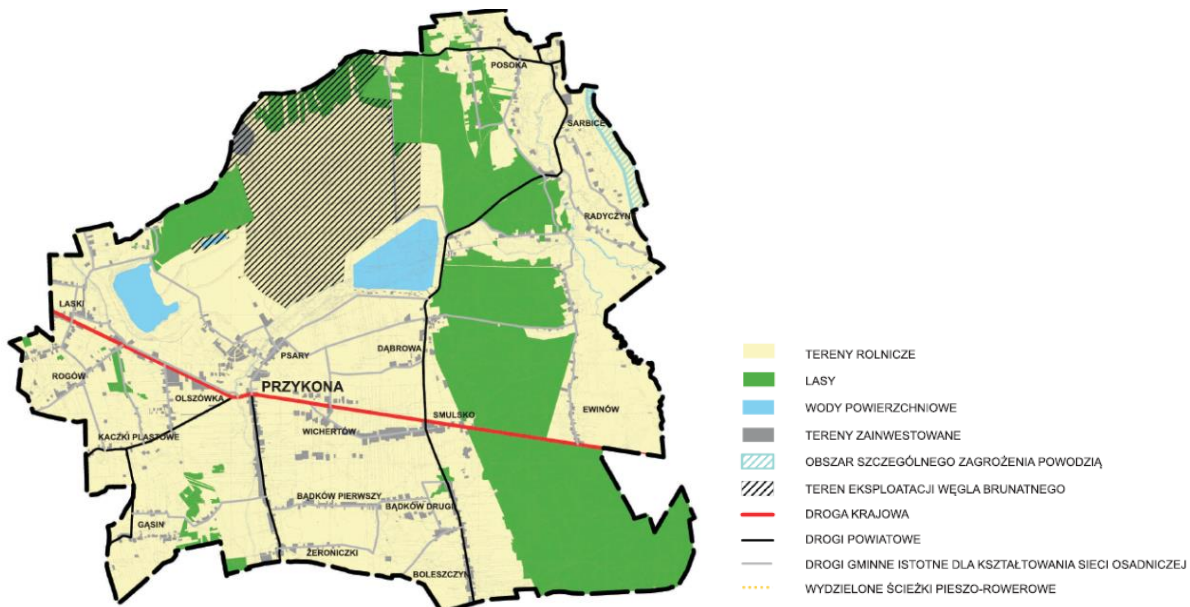 POSOKA
SARBICE
RADYCZYN
LASKI
PSARY
DĄBROWA
ROGÓW
OLSZÓWKA
PRZYKONA
SMULSKO
EWINÓW
WICHERTÓW
KACZKI PLASTOWE
BĄDKÓW PIERWSZY
BĄDKÓW DRUGI
GĄSIN
ŻERONICZKI
BOLESZCZYN
TERENY ROLNICZE
LASY
WODY POWIERZCHNIOWE
TERENY ZAINWESTOWANE
OBSZAR SZCZEGÓLNEGO ZAGROŻENIA POWODZIĄ
TEREN EKSPLOATACJI WĘGLA BRUNATNEGO
DROGA KRAJOWA
DROGI POWIATOWE
DROGI GMINNE ISTOTNE DLA KSZTAŁTOWANIA SIECI OSADNICZEJ
WYDZIELONE ŚCIEŻKI PIESZO-ROWEROWE